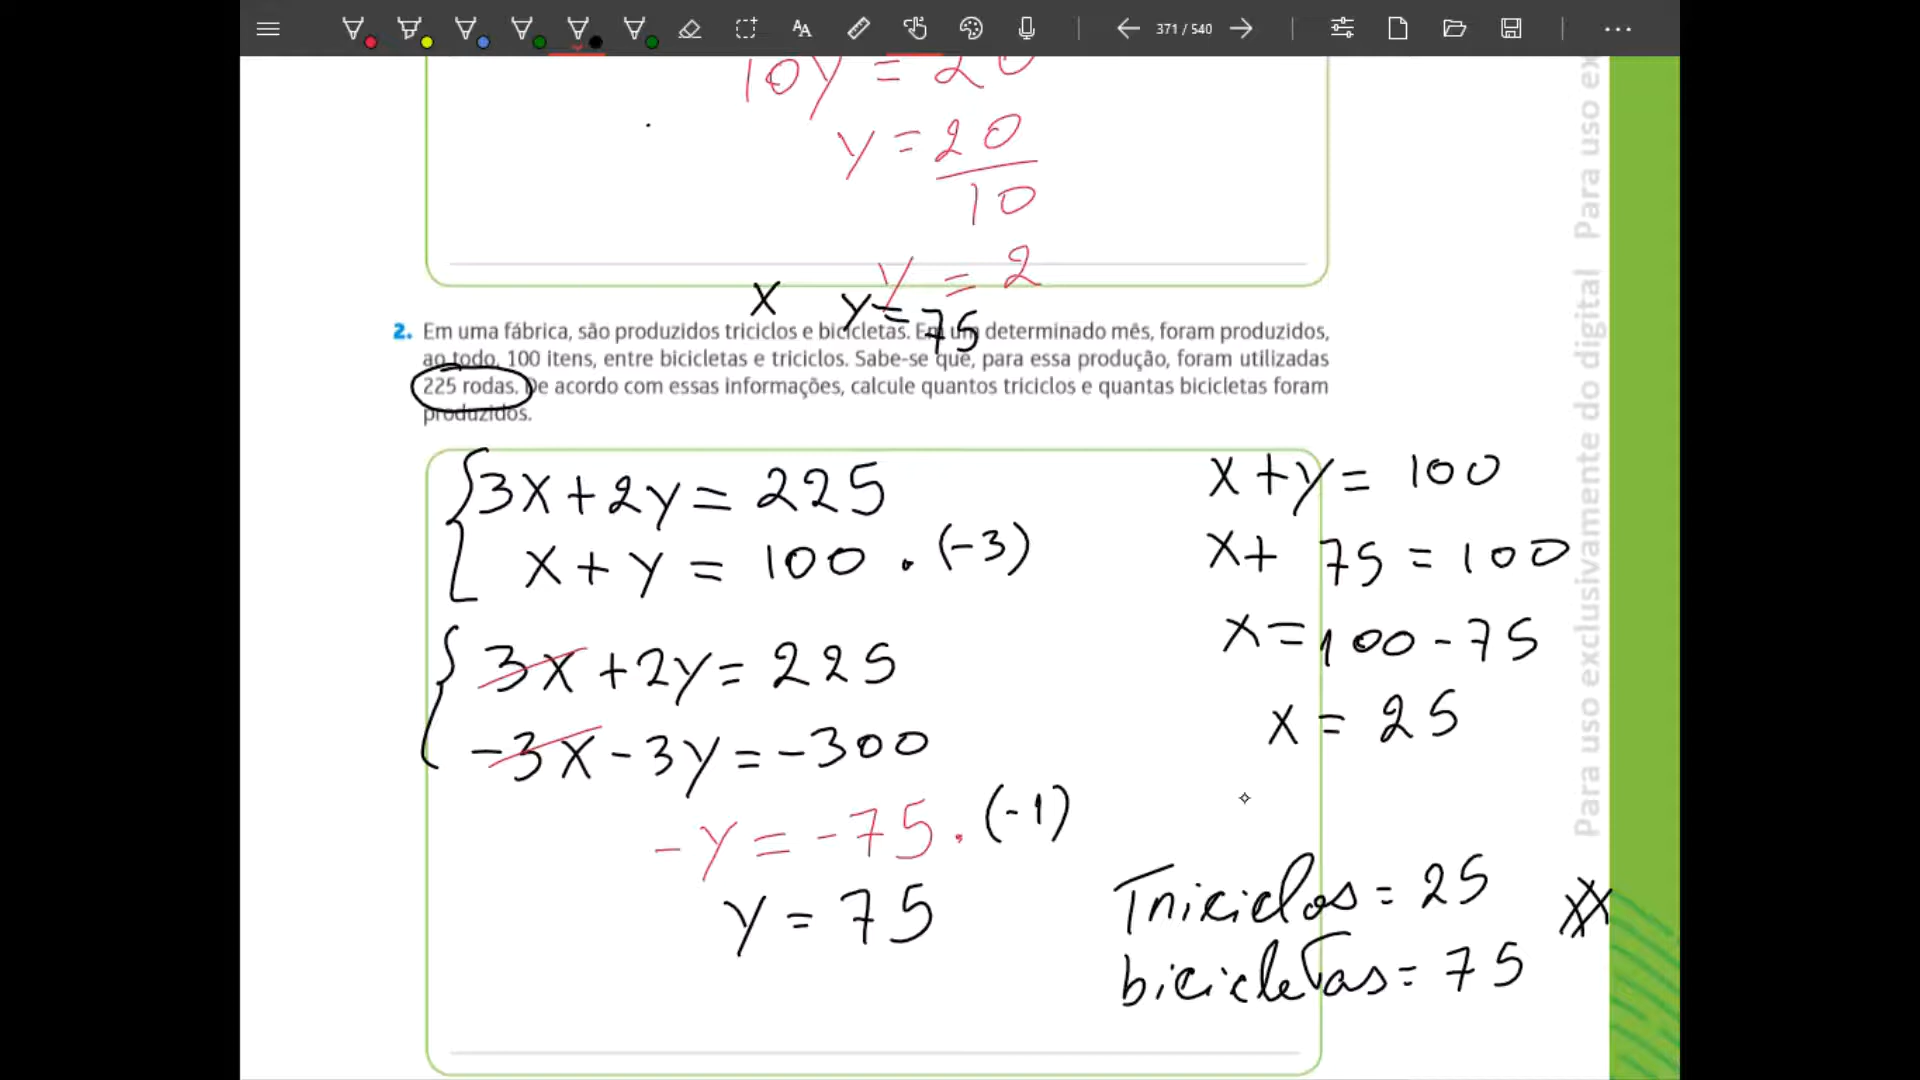 371 / 540
10y = 20
y = 20
10
y = 2
x y = 75
2. Em uma fábrica, são produzidos triciclos e bicicletas. Em um determinado mês, foram produzidos,
ao todo, 100 itens, entre bicicletas e triciclos. Sabe-se que, para essa produção, foram utilizadas
225 rodas. De acordo com essas informações, calcule quantos triciclos e quantas bicicletas foram
produzidos.
3x + 2y = 225
x + y = 100 . (-3)
3x + 2y = 225
-3x - 3y = -300
-y = -75 . (-1)
y = 75
x + y = 100
x + 75 = 100
x = 100 - 75
x = 25
Triciclos = 25
bicicletas = 75
Para uso ex
Para uso exclusivamente do digital